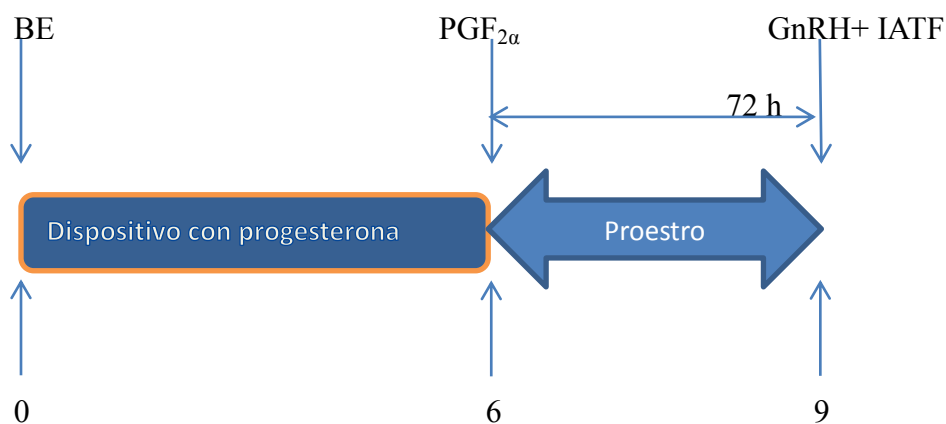 BE PGF2α GnRH+ IATF
72 h
Dispositivo con progesterona Proestro
0 6 9